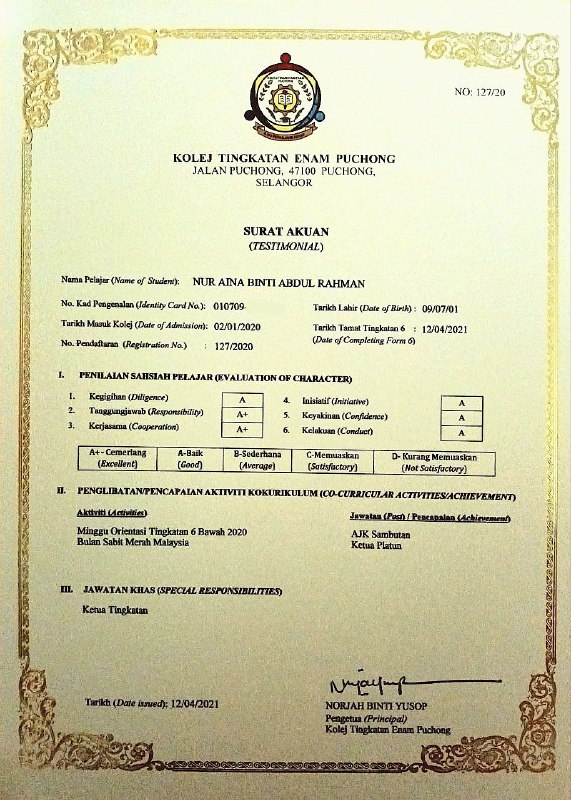 NO: 127/20
KOLEJ TINGKATAN ENAM PUCHONG
JALAN PUCHONG, 47100 PUCHONG,
SELANGOR
SURAT AKUAN
(TESTIMONIAL)
Nama Pelajar (Name of Student): NUR AINA BINTI ABDUL RAHMAN
No. Kad Pengenalan (Identity Card No.): 010709 Tarikh Lahir (Date of Birth) : 09/07/01
Tarikh Masuk Kolej (Date of Admission): 02/01/2020 Tarikh Tamat Tingkatan 6 : 12/04/2021
(Date of Completing Form 6)
No. Pendaftaran (Registration No.) : 127/2020
I. PENILAIAN SAHSIAH PELAJAR (EVALUATION OF CHARACTER)
1. Kegigihan (Diligence) A 4. Inisiatif (Initiative) A
2. Tanggungjawab (Responsibility) A+ 5. Keyakinan (Confidence) A
3. Kerjasama (Cooperation) A+ 6. Kelakuan (Conduct) A
A+- Cemerlang (Excellent)
A-Baik (Good)
B-Sederhana (Average)
C-Memuaskan (Satisfactory)
D- Kurang Memuaskan (Not Satisfactory)
II. PENGLIBATAN/PENCAPAIAN AKTIVITI KOKURIKULUM (CO-CURRICULAR ACTIVITIES/ACHIEVEMENT)
Aktiviti (Activities) Jawatan (Post) / Pencapaian (Achievement)
Minggu Orientasi Tingkatan 6 Bawah 2020 AJK Sambutan
Bulan Sabit Merah Malaysia Ketua Platun
III. JAWATAN KHAS (SPECIAL RESPONSIBILITIES)
Ketua Tingkatan
Tarikh (Date issued): 12/04/2021
NORJAH BINTI YUSOP
Pengetua (Principal)
Kolej Tingkatan Enam Puchong